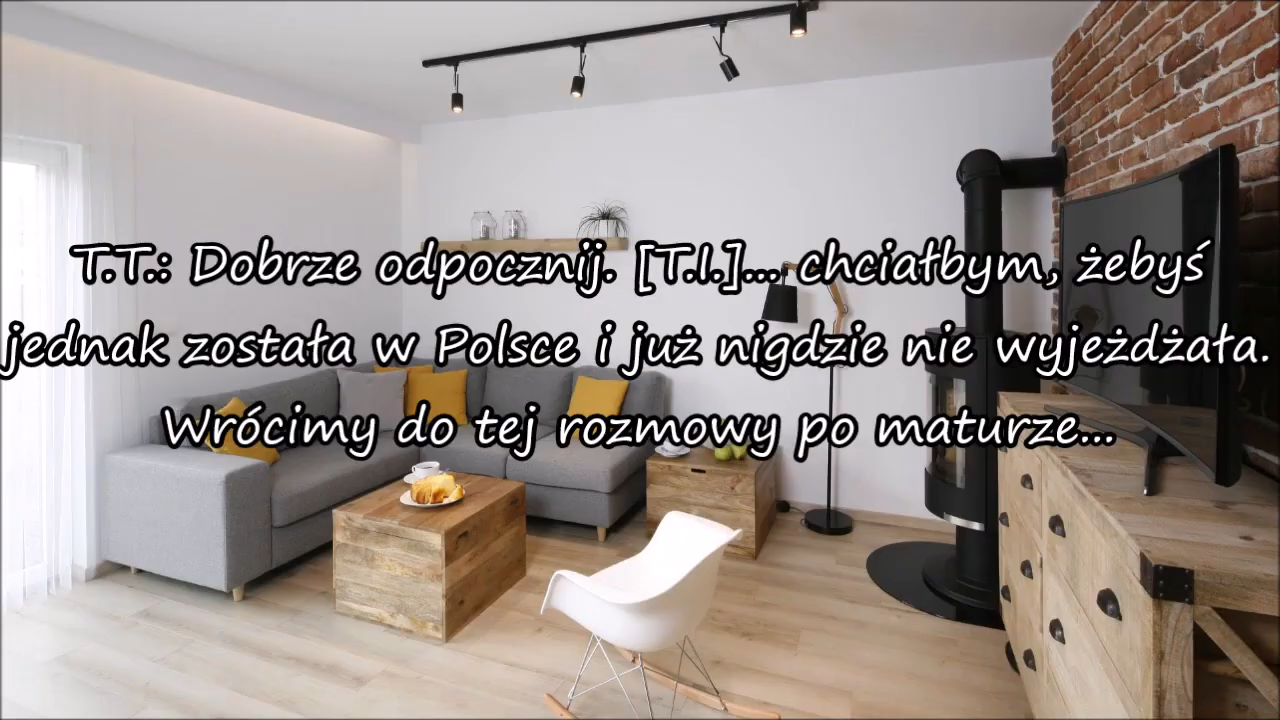 T.T.: Dobrze odpocznij. [T.I.]... chciałbym, żebyś
jednak została w Polsce i już nigdzie nie wyjeżdżała.
Wrócimy do tej rozmowy po maturze...